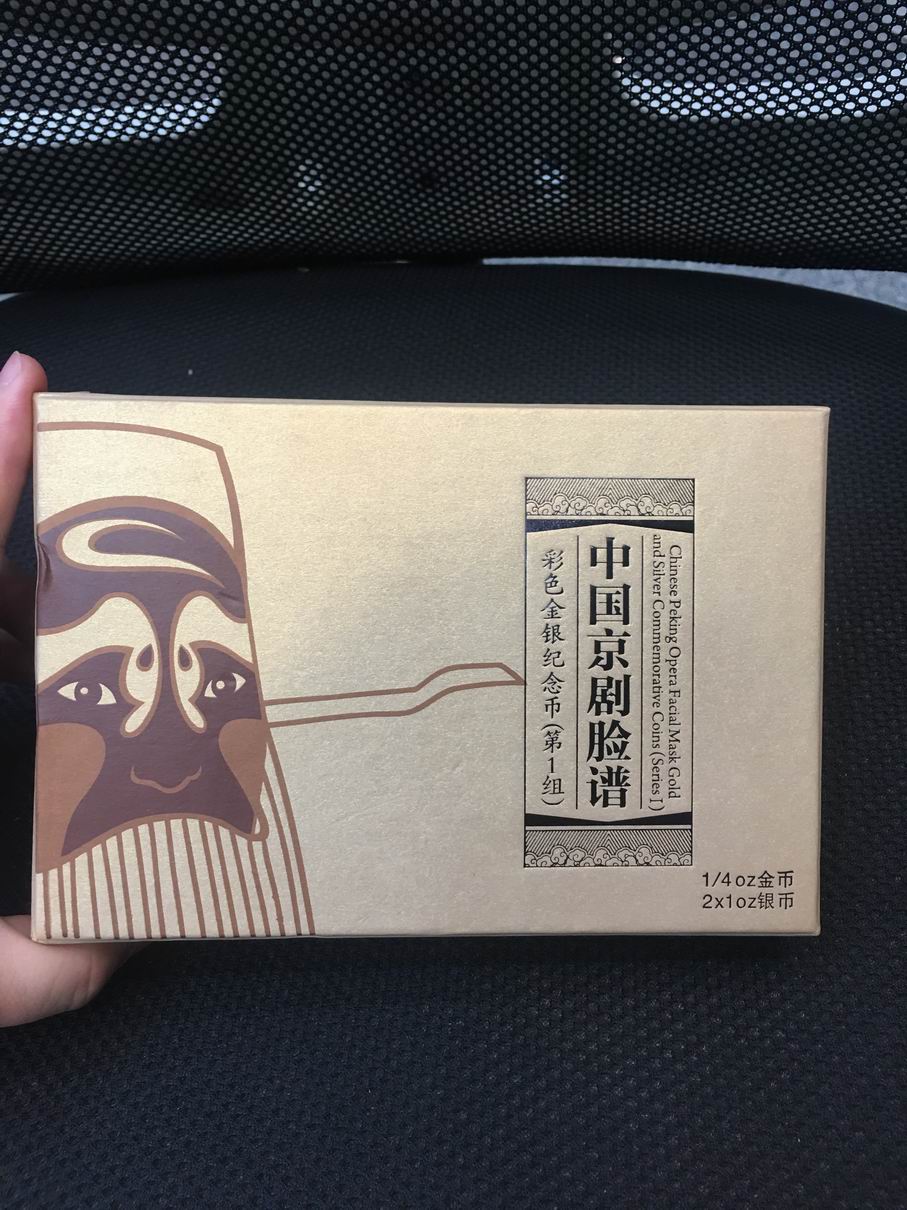 Chinese Peking Opera Facial Mask Gold
and Silver Commemorative Coins (Series I)
中国京剧脸谱
彩色金银纪念币(第1组)
1/4oz金币
2x1oz银币